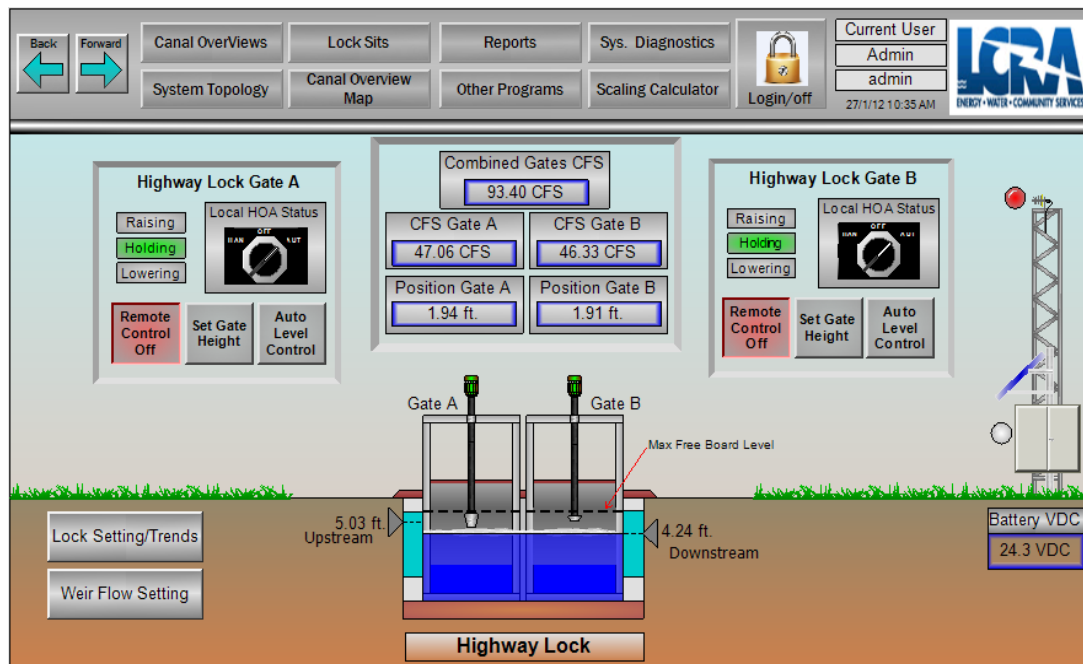 Back
Forward
Canal OverViews
Lock Sits
Reports
Sys. Diagnostics
System Topology
Canal Overview
Map
Other Programs
Scaling Calculator
Login/off
Current User
Admin
admin
27/1/12 10:35 AM
LCRA
ENERGY • WATER • COMMUNITY SERVICES
Highway Lock Gate A
Raising
Holding
Lowering
Local HOA Status
OFF
HAN
AUT
Remote
Control
Off
Set Gate
Height
Auto
Level
Control
Combined Gates CFS
93.40 CFS
CFS Gate A
47.06 CFS
CFS Gate B
46.33 CFS
Position Gate A
1.94 ft.
Position Gate B
1.91 ft.
Highway Lock Gate B
Raising
Holding
Lowering
Local HOA Status
OFF
HAN
AUT
Remote
Control
Off
Set Gate
Height
Auto
Level
Control
Gate A
Gate B
Max Free Board Level
5.03 ft.
Upstream
4.24 ft.
Downstream
Lock Setting/Trends
Weir Flow Setting
Battery VDC
24.3 VDC
Highway Lock